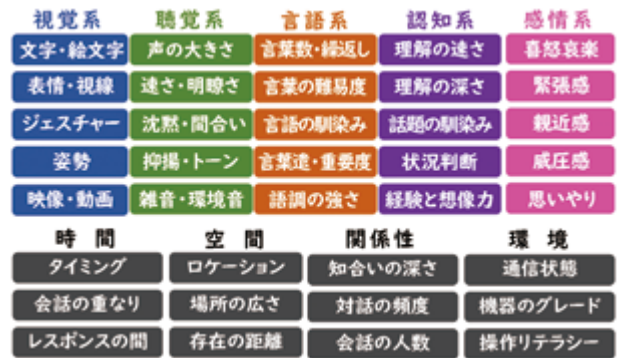 視覚系 聴覚系 言語系 認知系 感情系
文字・絵文字 声の大きさ 言葉数・繰返し 理解の速さ 喜怒哀楽
表情・視線 速さ・明瞭さ 言葉の難易度 理解の深さ 緊張感
ジェスチャー 沈黙・間合い 言語の馴染み 話題の馴染み 親近感
姿勢 抑揚・トーン 言葉遣・重要度 状況判断 威圧感
映像・動画 雑音・環境音 語調の強さ 経験と想像力 思いやり
時間 空間 関係性 環境
タイミング ロケーション 知合いの深さ 通信状態
会話の重なり 場所の広さ 対話の頻度 機器のグレード
レスポンスの間 存在の距離 会話の人数 操作リテラシー